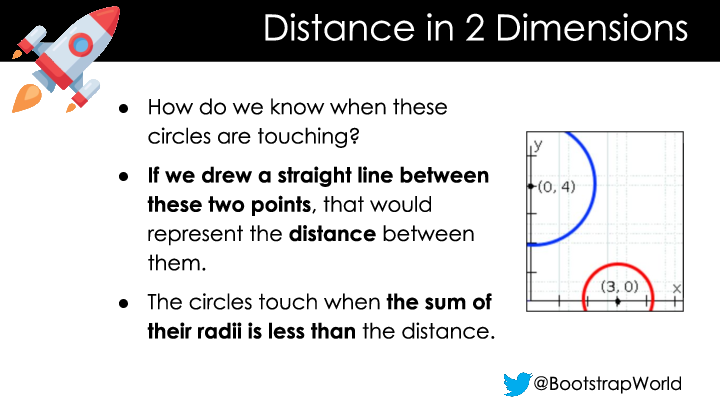 Distance in 2 Dimensions
● How do we know when these
circles are touching?
● If we drew a straight line between
these two points, that would
represent the distance between
them.
● The circles touch when the sum of
their radii is less than the distance.
y
(0, 4)
(3, 0)
x
@BootstrapWorld